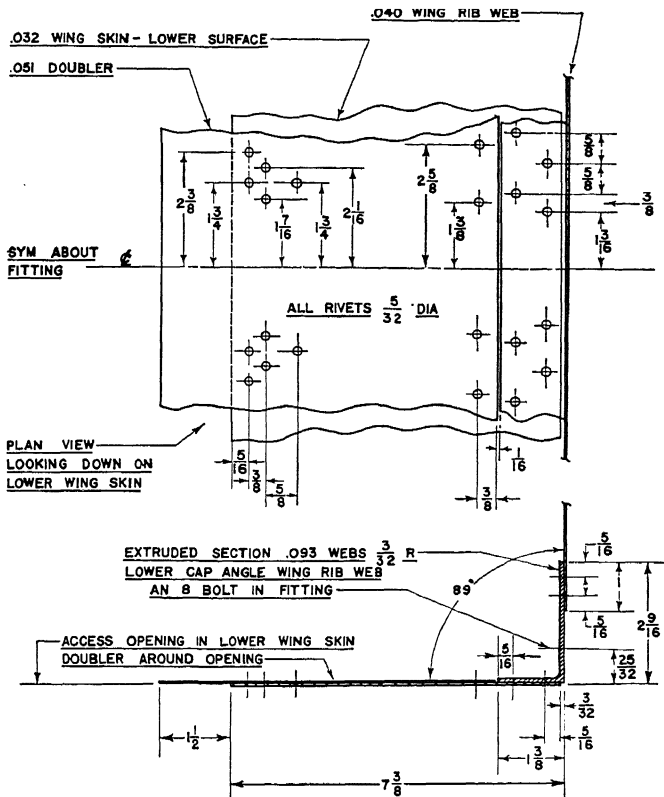 .040 WING RIB WEB
.032 WING SKIN - LOWER SURFACE
.051 DOUBLER
5/8
5/8
3/8
2 3/8
1 3/4
1 7/16
1 3/4
2 1/16
2 5/8
1 3/8
1 3/16
SYM ABOUT
FITTING
℄
ALL RIVETS 5/32 DIA
PLAN VIEW
LOOKING DOWN ON
LOWER WING SKIN
5/16
3/8
5/8
3/8
1/16
EXTRUDED SECTION .093 WEBS 3/32 R
LOWER CAP ANGLE WING RIB WEB
AN 8 BOLT IN FITTING
89°
5/16
5/16
2 9/16
ACCESS OPENING IN LOWER WING SKIN
DOUBLER AROUND OPENING
5/16
25/32
3/32
5/16
1 1/2
1 3/8
7 3/8